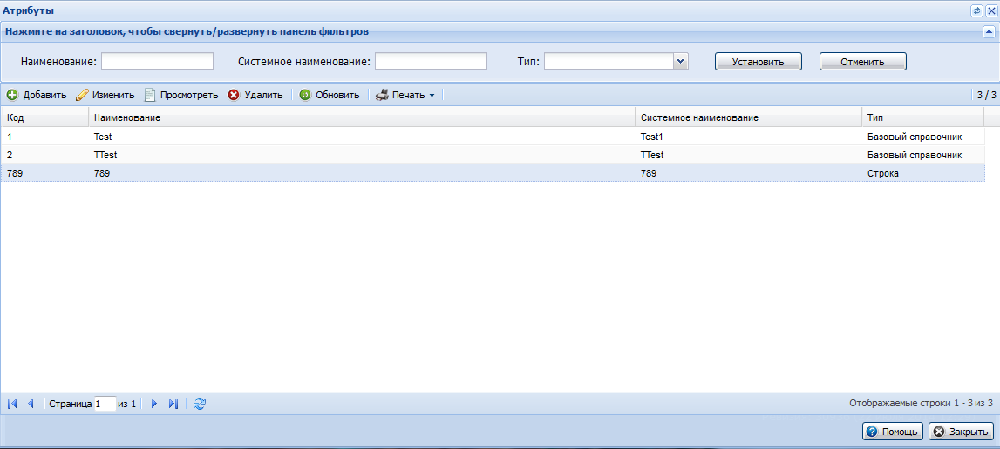 Атрибуты
Нажмите на заголовок, чтобы свернуть/развернуть панель фильтров
Наименование: Системное наименование: Тип: Установить Отменить
Добавить Изменить Просмотреть Удалить Обновить Печать 3 / 3
Код Наименование Системное наименование Тип
1 Test Test1 Базовый справочник
2 TTest TTest Базовый справочник
789 789 789 Строка
Страница 1 из 1 Отображаемые строки 1 - 3 из 3
Помощь Закрыть